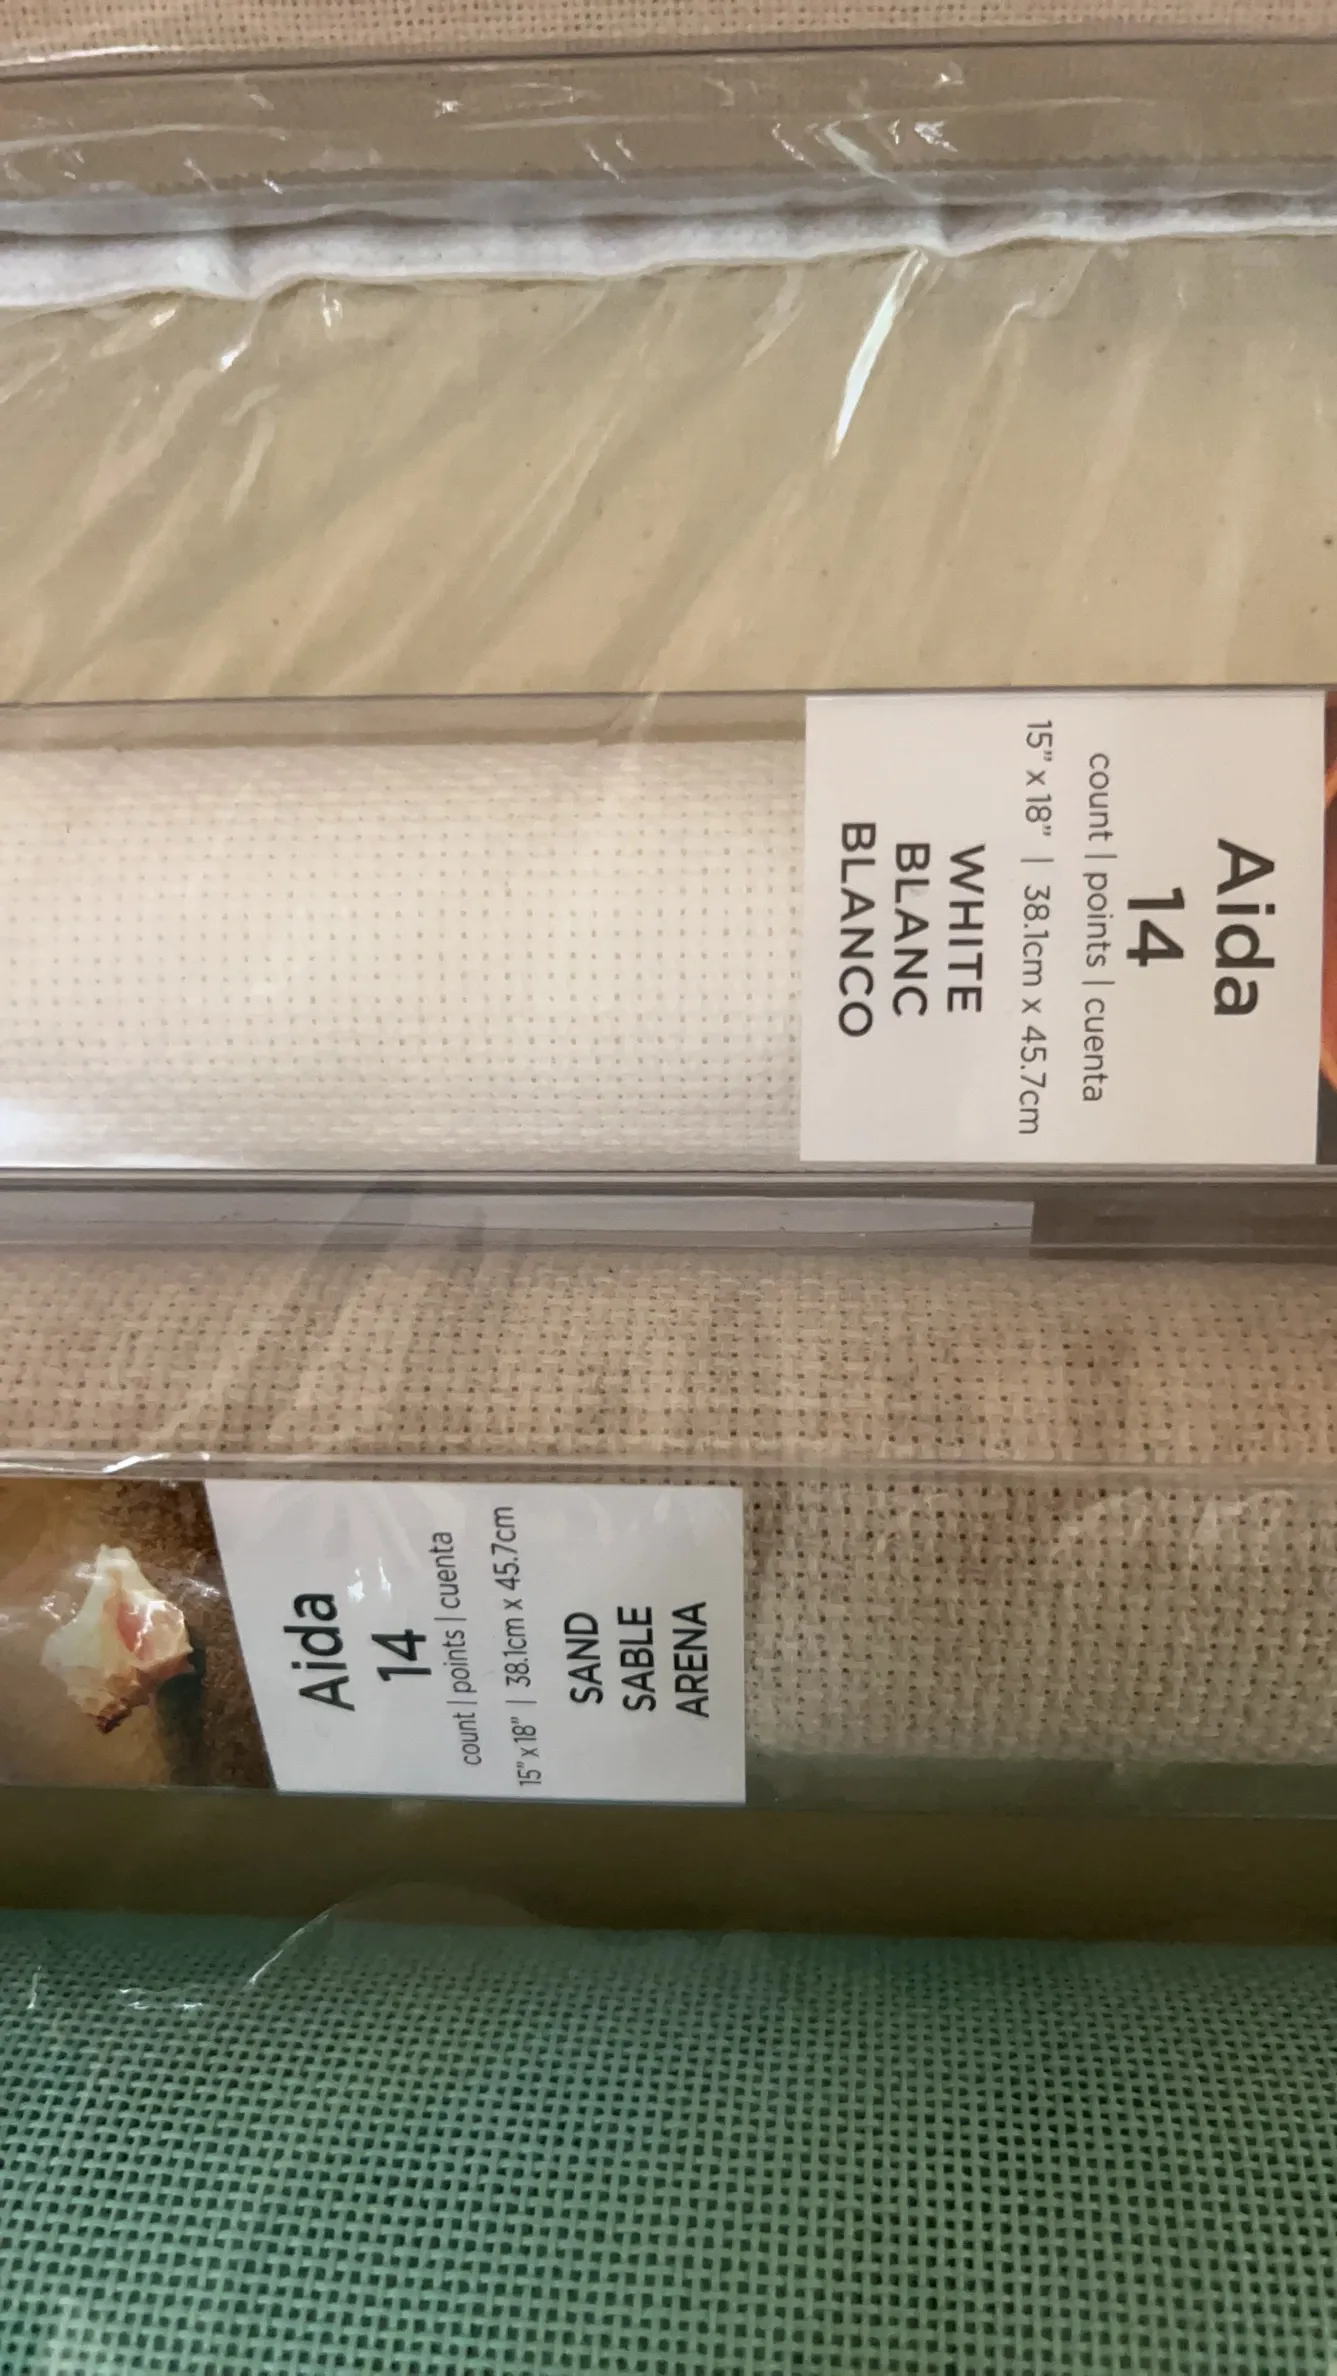 Aida
14
count | points | cuenta
15” x 18” | 38.1cm x 45.7cm
WHITE
BLANC
BLANCO
Aida
14
count | points | cuenta
15” x 18” | 38.1cm x 45.7cm
SAND
SABLE
ARENA